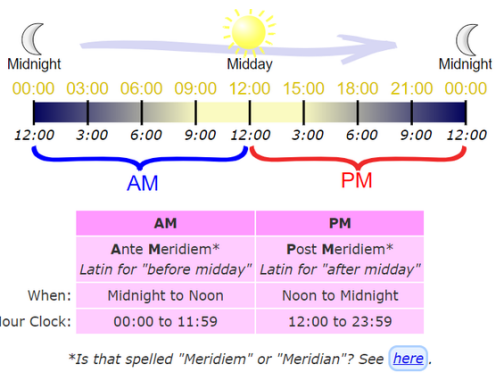 Midnight Midday Midnight
00:00 03:00 06:00 09:00 12:00 15:00 18:00 21:00 00:00
12:00 3:00 6:00 9:00 12:00 3:00 6:00 9:00 12:00
AM PM
AM PM
Ante Meridiem* Post Meridiem*
Latin for "before midday" Latin for "after midday"
When: Midnight to Noon Noon to Midnight
our Clock: 00:00 to 11:59 12:00 to 23:59
*Is that spelled "Meridiem" or "Meridian"? See here.